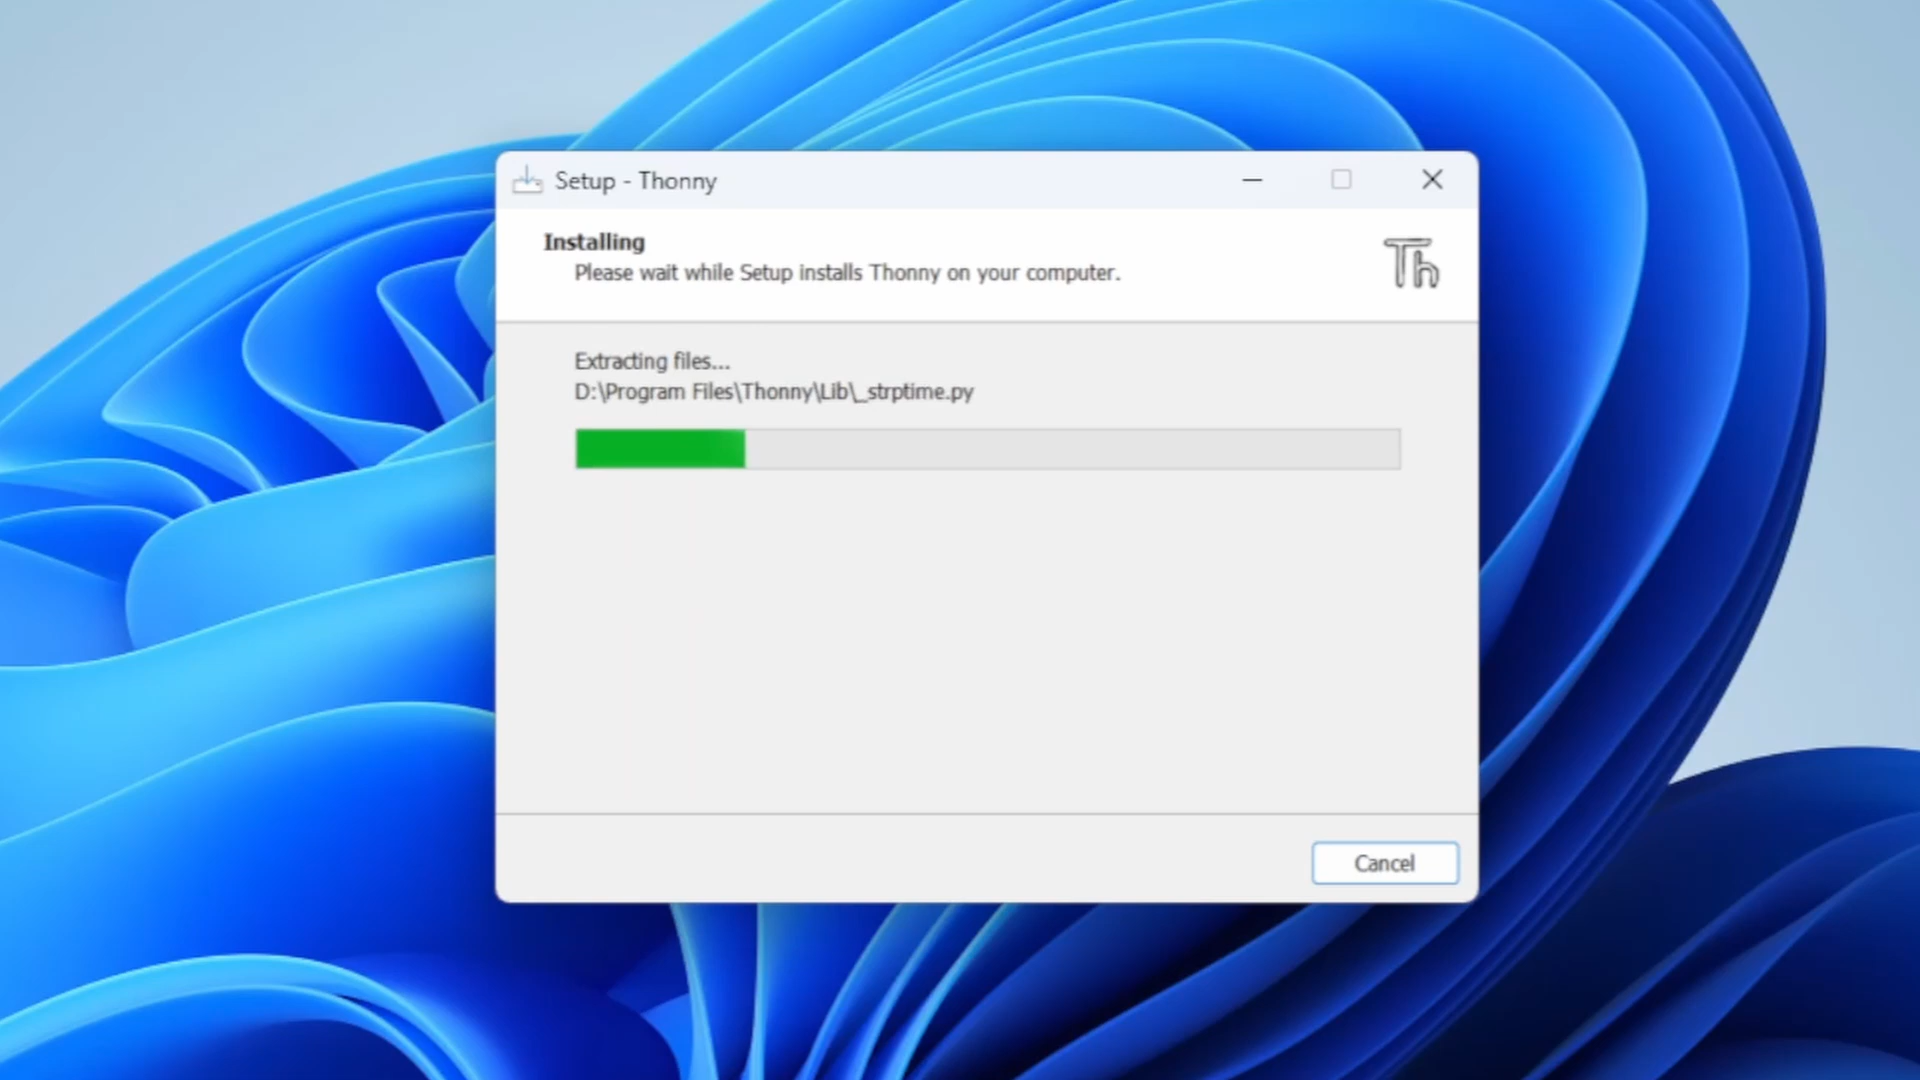 Setup - Thonny
Installing
Th
Please wait while Setup installs Thonny on your computer.
Extracting files...
D:\Program Files\Thonny\Lib\_strptime.py
Cancel